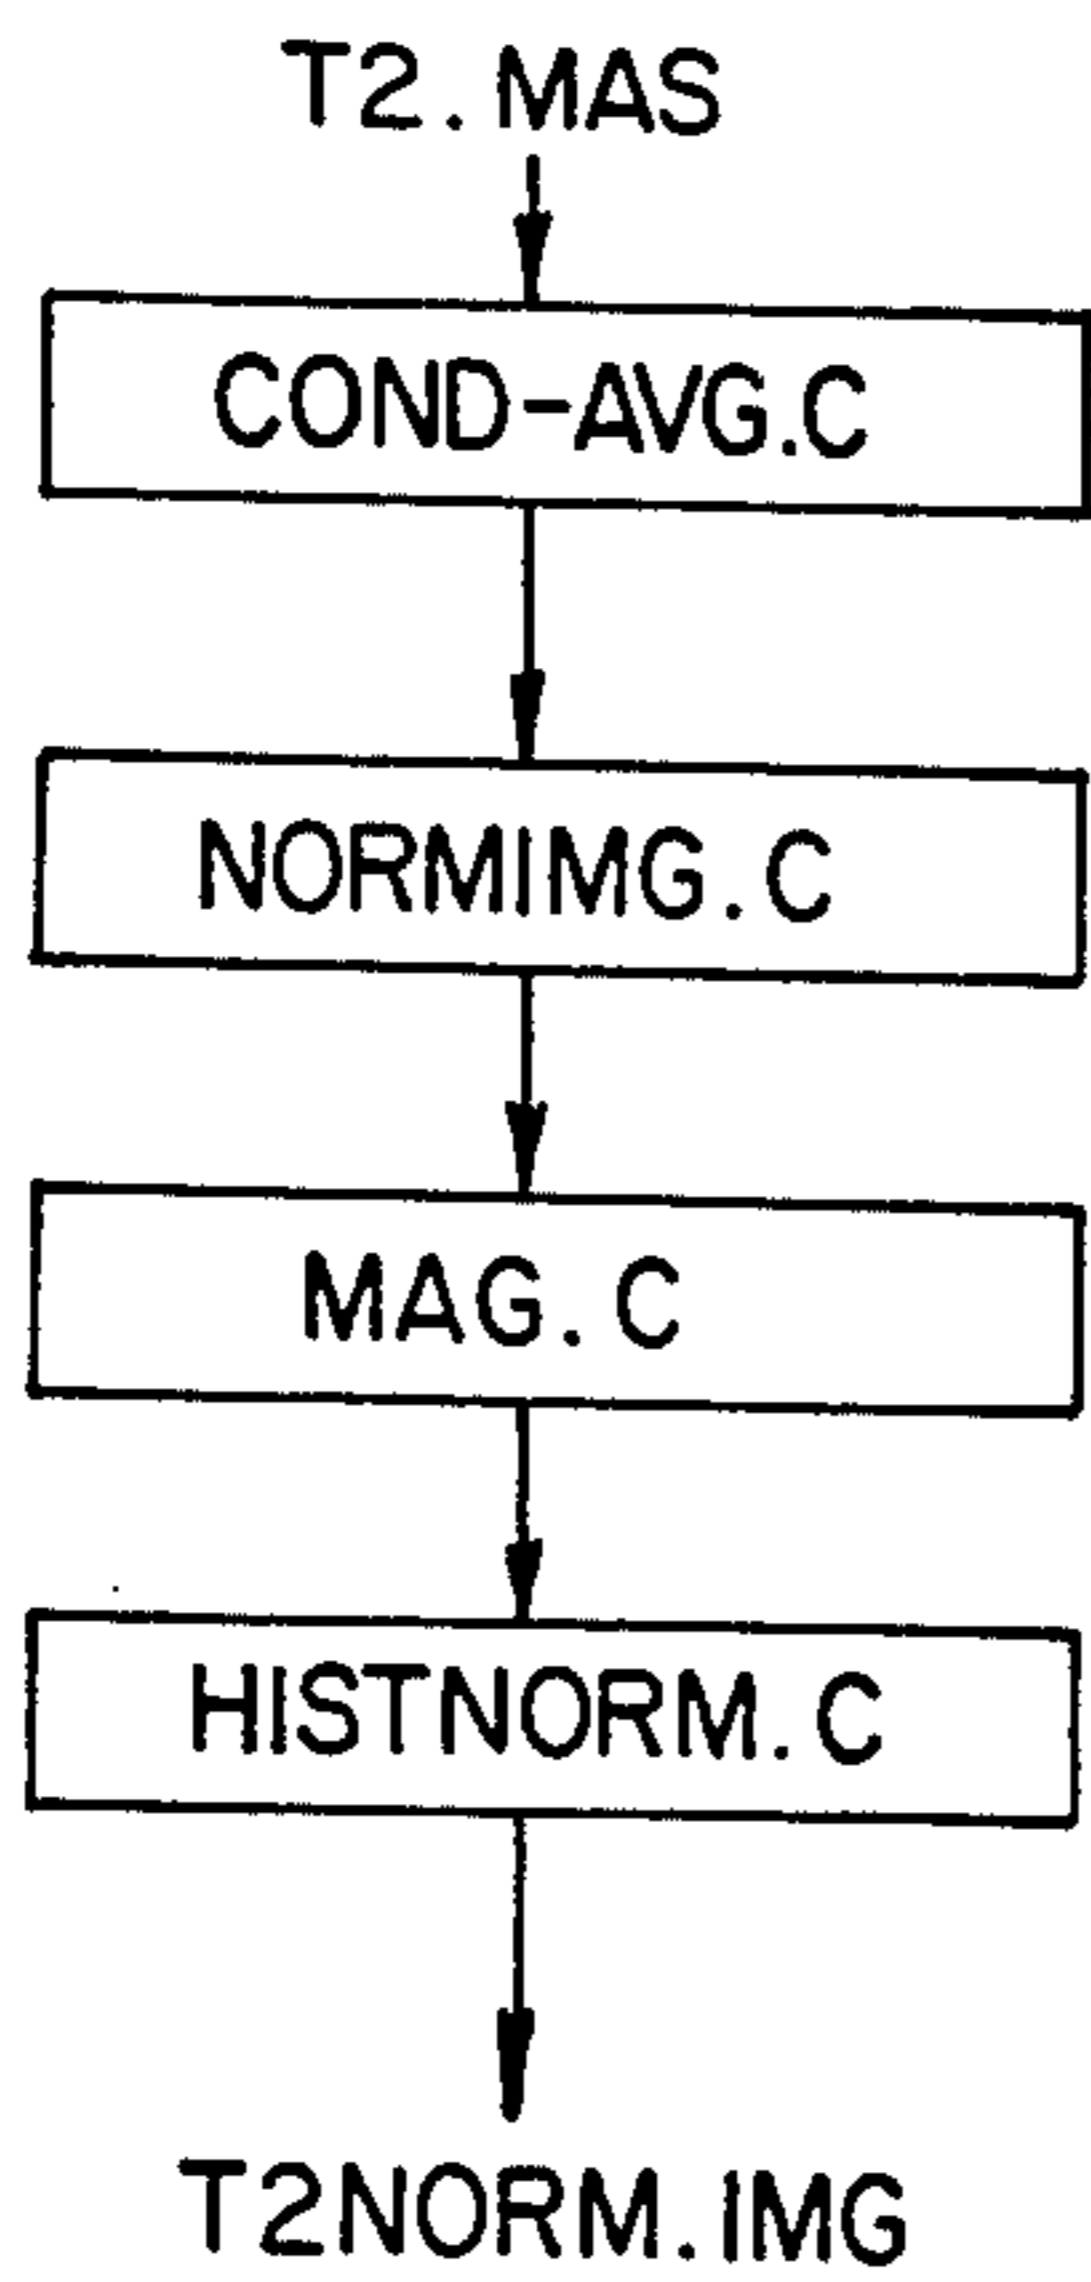 T2. MAS
COND-AVG.C
NORMIMG. C
MAG. C
HISTNORM. C
T2NORM. IMG